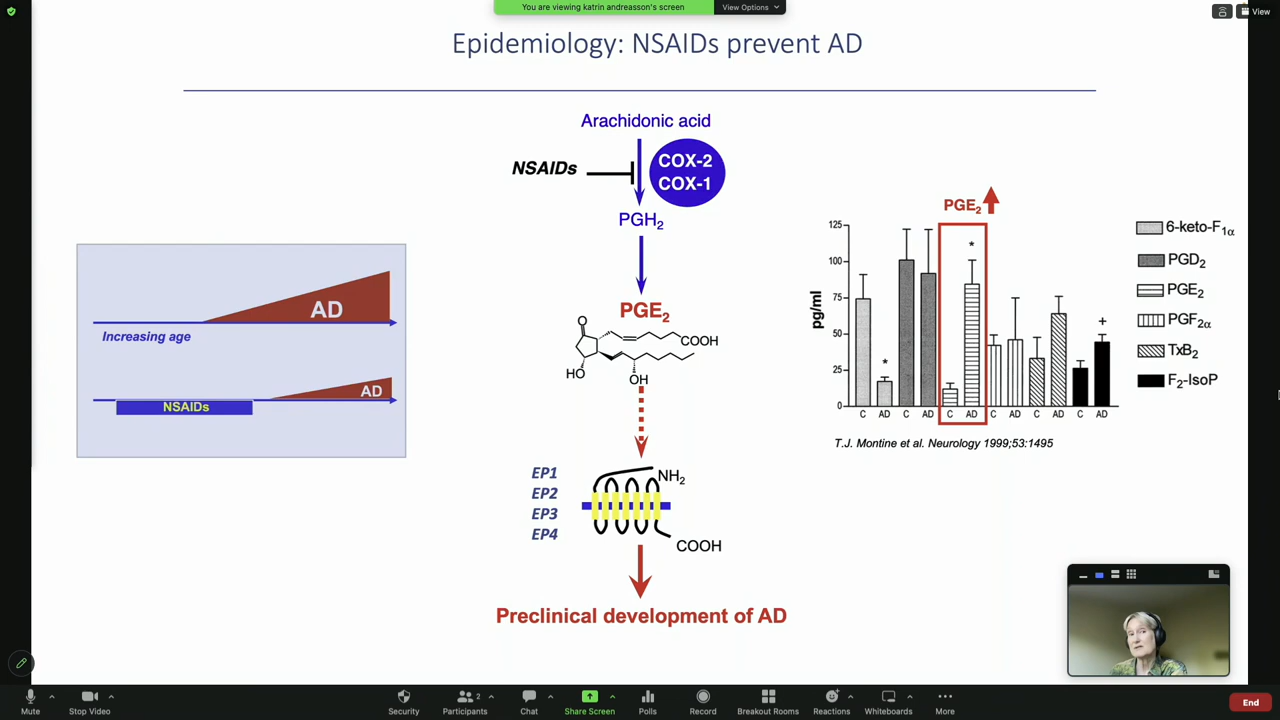 You are viewing katrin andreasson's screen
View Options
View
Epidemiology: NSAIDs prevent AD
Arachidonic acid
NSAIDs
COX-2
COX-1
PGH2
PGE2
O
COOH
HO
OH
EP1
EP2
EP3
EP4
NH2
COOH
Preclinical development of AD
AD
Increasing age
AD
NSAIDs
PGE2
125
100
75
50
25
0
pg/ml
*
*
+
C AD C AD C AD C AD C AD C AD
6-keto-F1α
PGD2
PGE2
PGF2α
TxB2
F2-IsoP
T.J. Montine et al. Neurology 1999;53:1495
Mute
Stop Video
Security
Participants
2
Chat
Share Screen
Polls
Record
Breakout Rooms
Reactions
Whiteboards
More
End